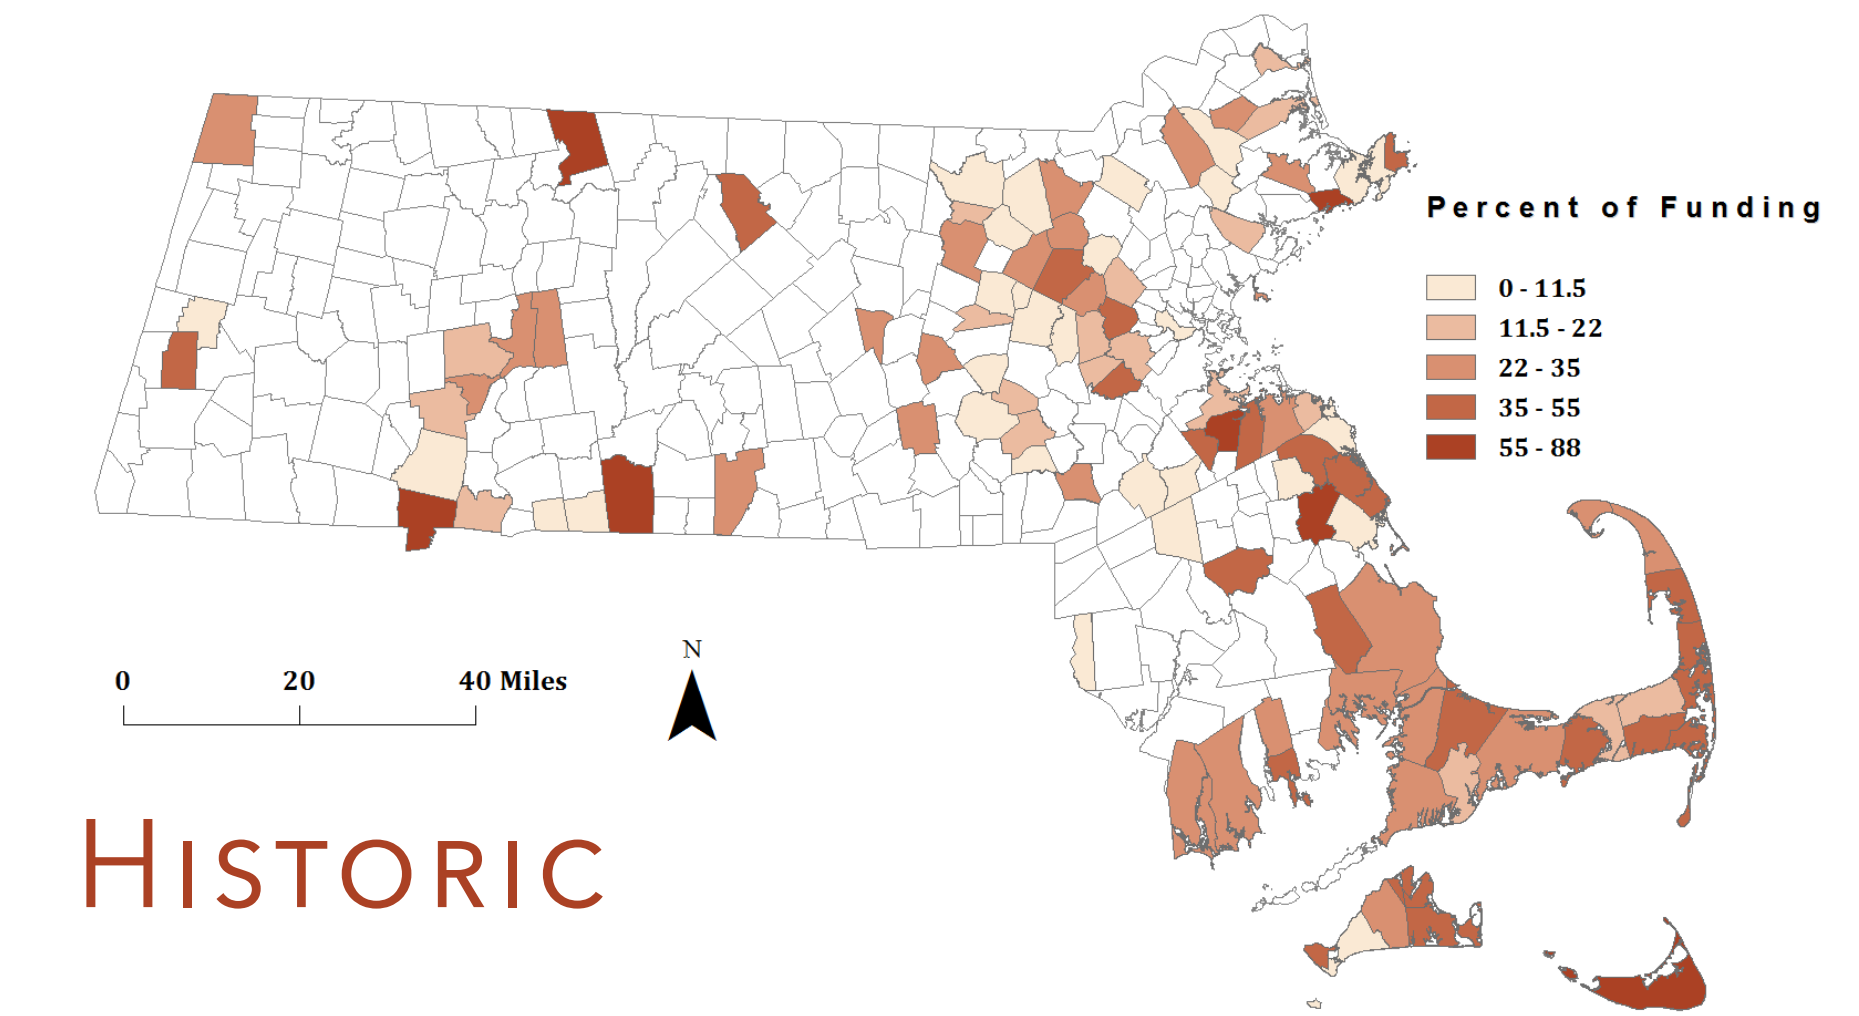 Percent of Funding
0 - 11.5
11.5 - 22
22 - 35
35 - 55
55 - 88
N
0 20 40 Miles
HISTORIC